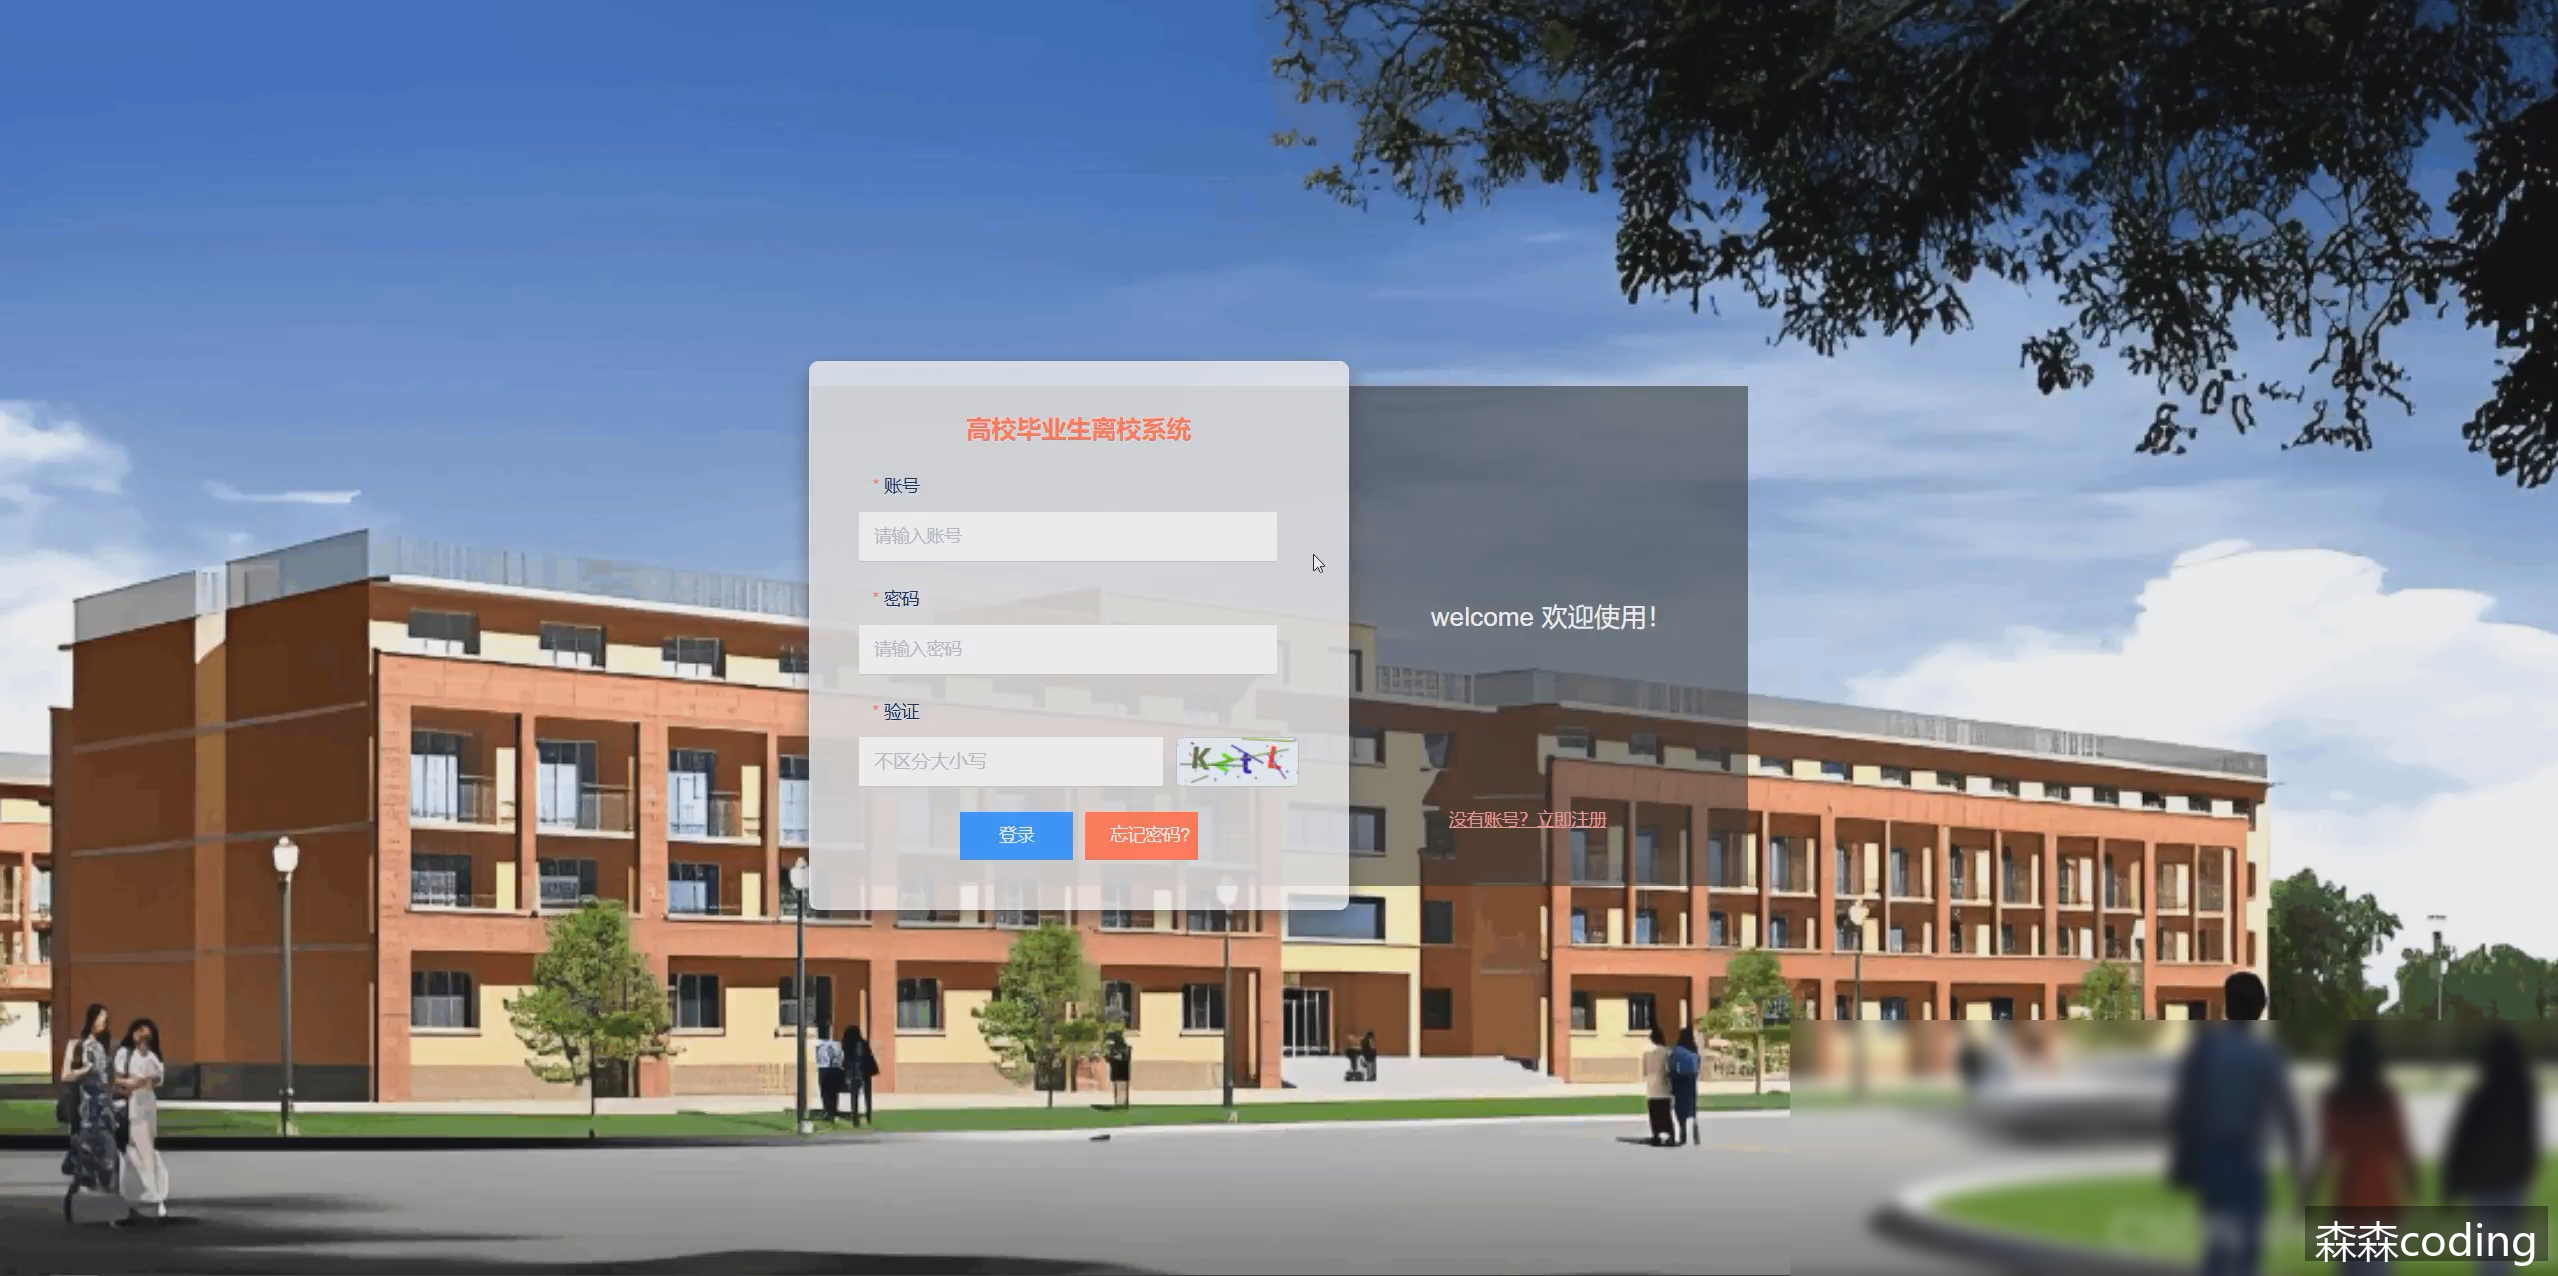 高校毕业生离校系统
* 账号
请输入账号
* 密码
请输入密码
* 验证
不区分大小写
KztL
登录
忘记密码?
welcome 欢迎使用！
没有账号？立即注册
森森coding